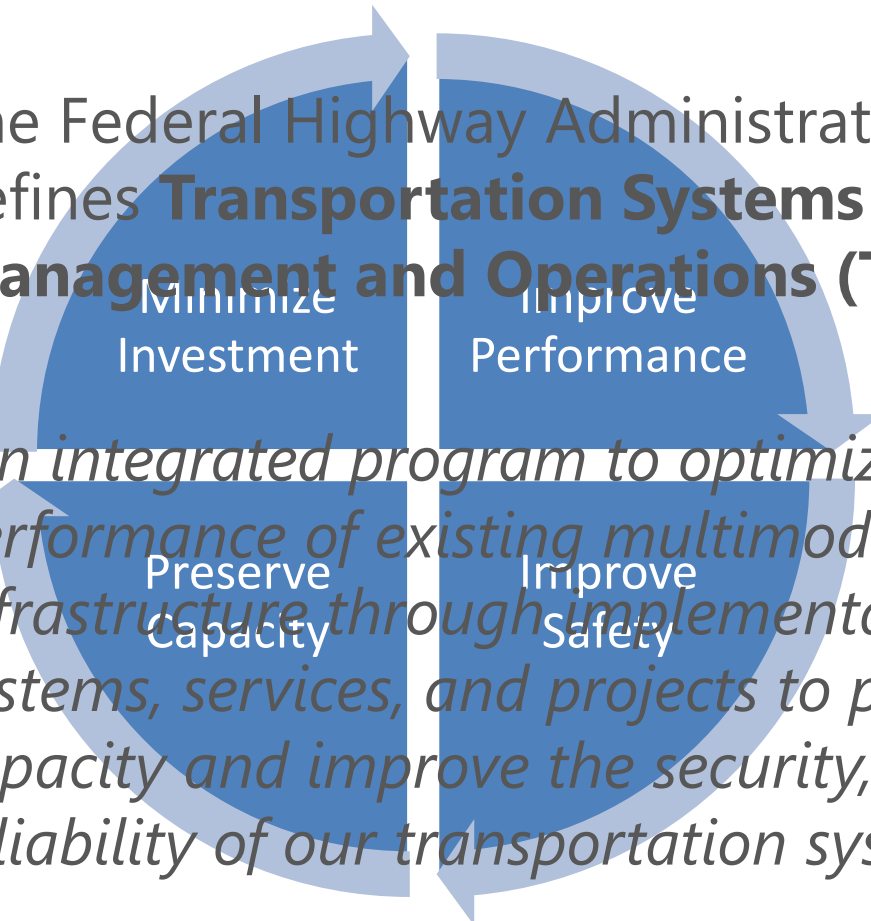 he Federal Highway Administrat
efines Transportation Systems
anagement and Operations (T
Minimize
Investment
Improve
Performance
n integrated program to optimiz
erformance of existing multimod
frastructure through implementa
stems, services, and projects to p
pacity and improve the security,
liability of our transportation sys
Preserve
Capacity
Improve
Safety